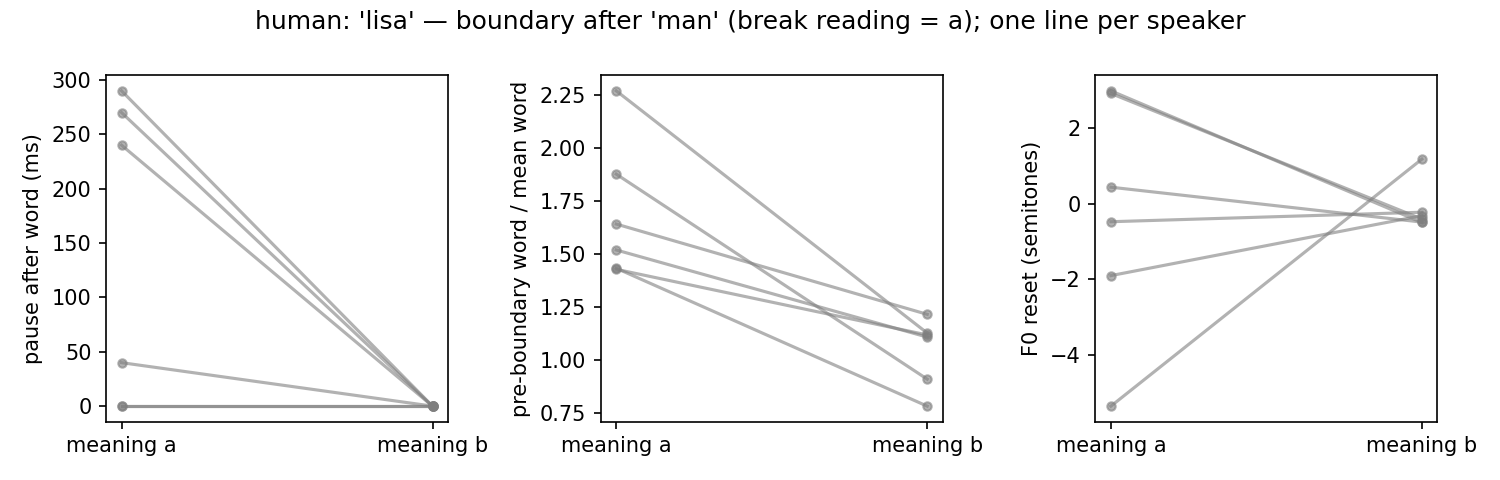 human: 'lisa' — boundary after 'man' (break reading = a); one line per speaker
pause after word (ms)
300
250
200
150
100
50
0
meaning a
meaning b
pre-boundary word / mean word
2.25
2.00
1.75
1.50
1.25
1.00
0.75
meaning a
meaning b
F0 reset (semitones)
2
0
−2
−4
meaning a
meaning b